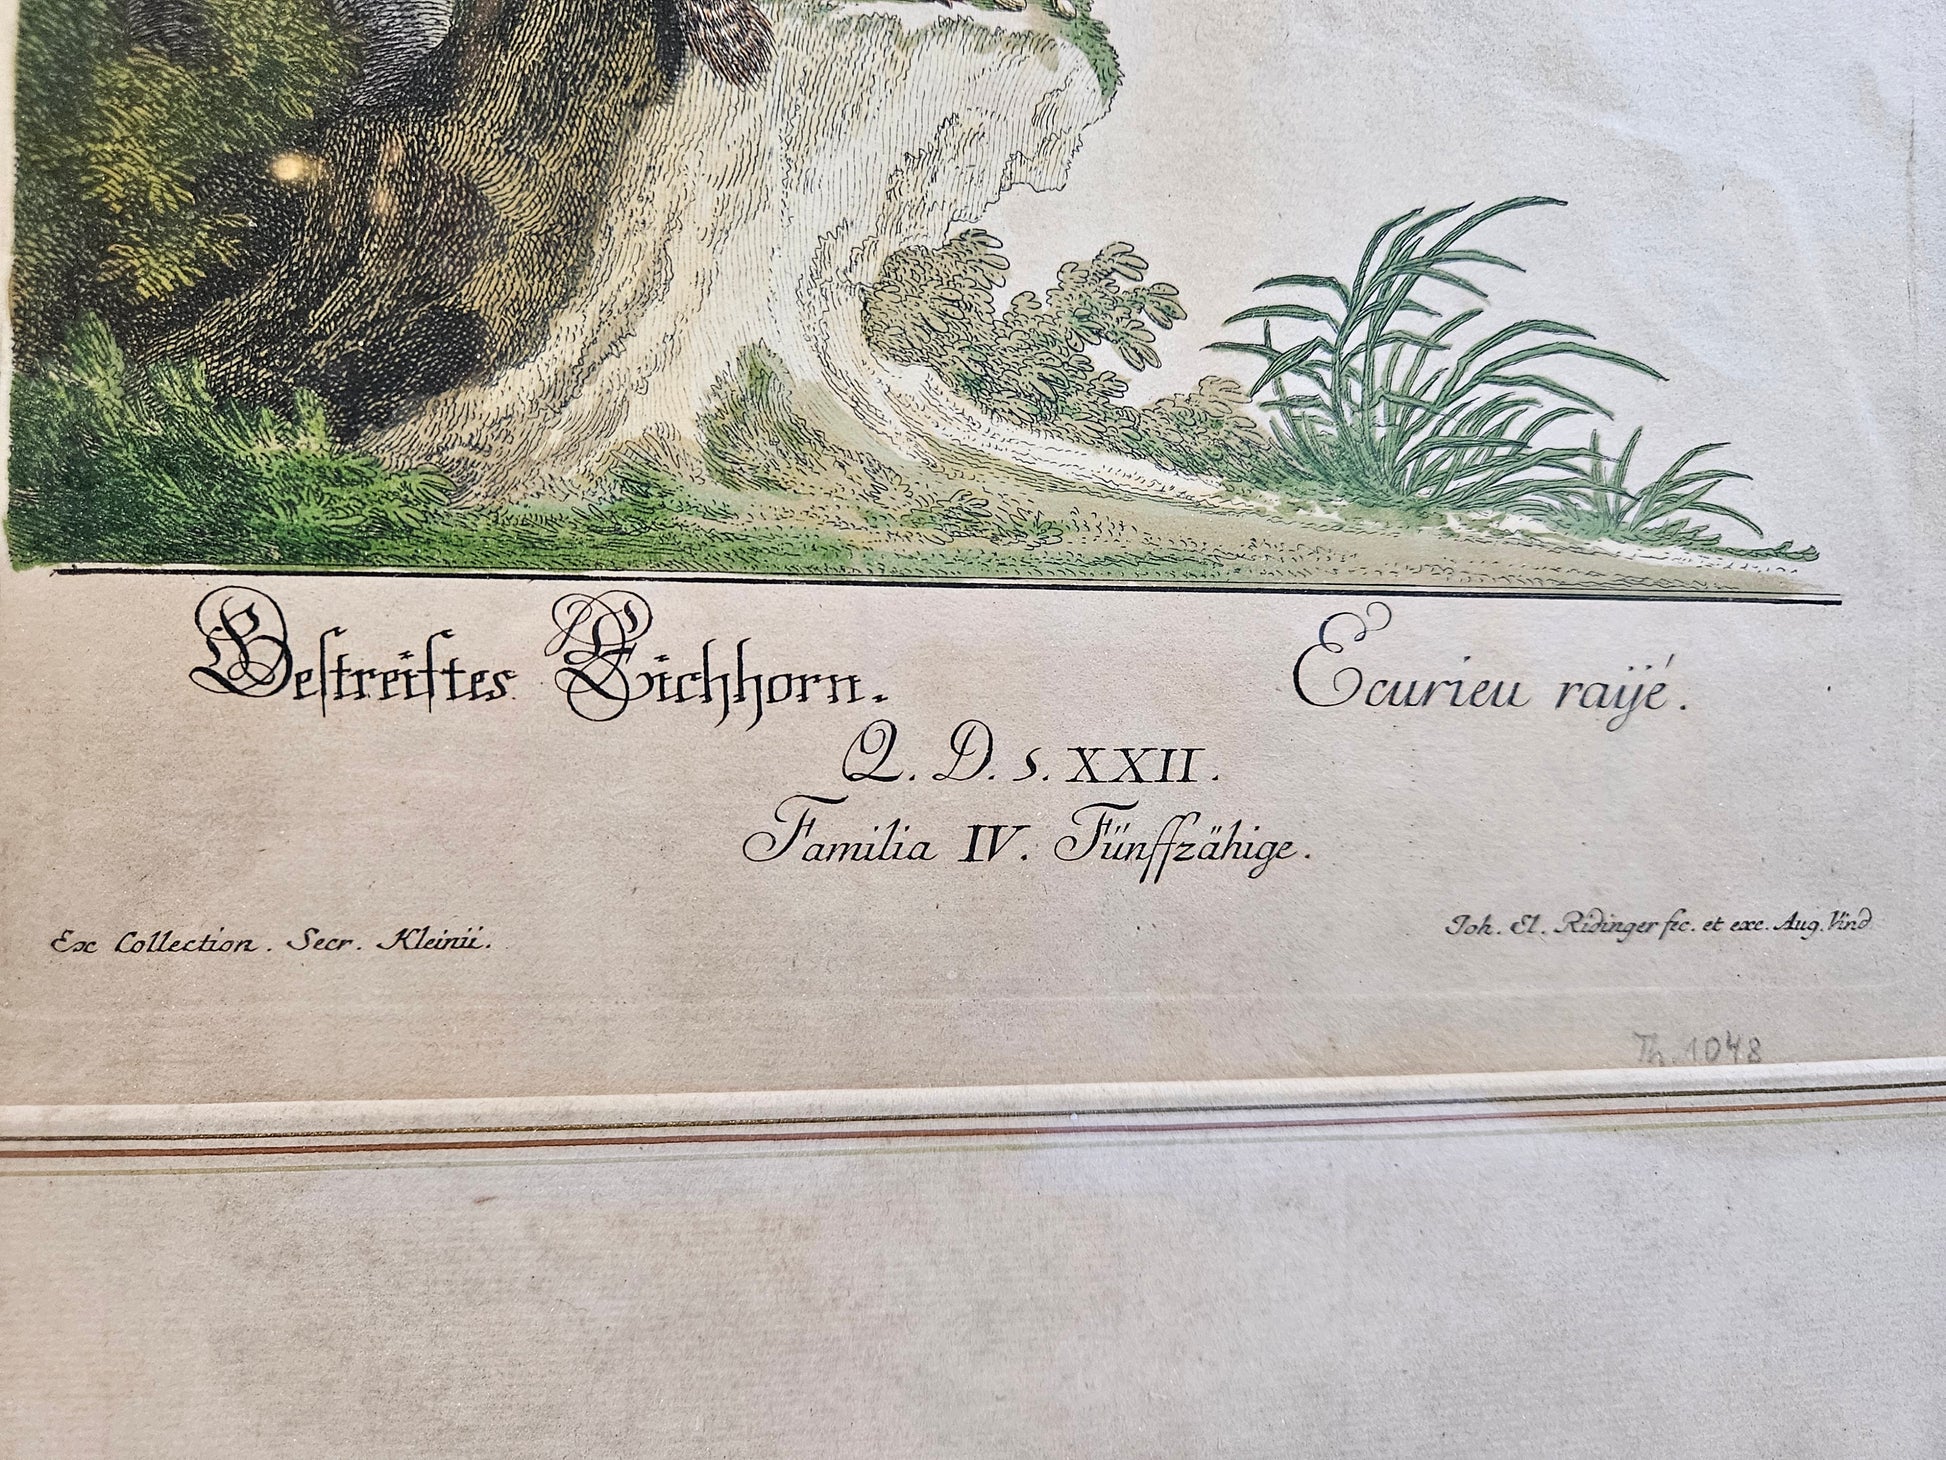 Gestreiftes Eichhorn. Ecurieu raijé.
Q. D. s. XXII.
Familia IV. Fünffzähige.
Ex Collection. Secr. Kleinii. Joh. El. Ridinger fec. et exc. Aug. Vind
Th. 1048